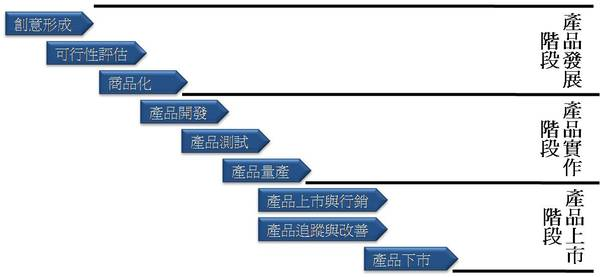 創意形成
可行性評估
商品化
產品發展
階段
產品開發
產品測試
產品量產
產品實作
階段
產品上市與行銷
產品追蹤與改善
產品下市
產品上市
階段